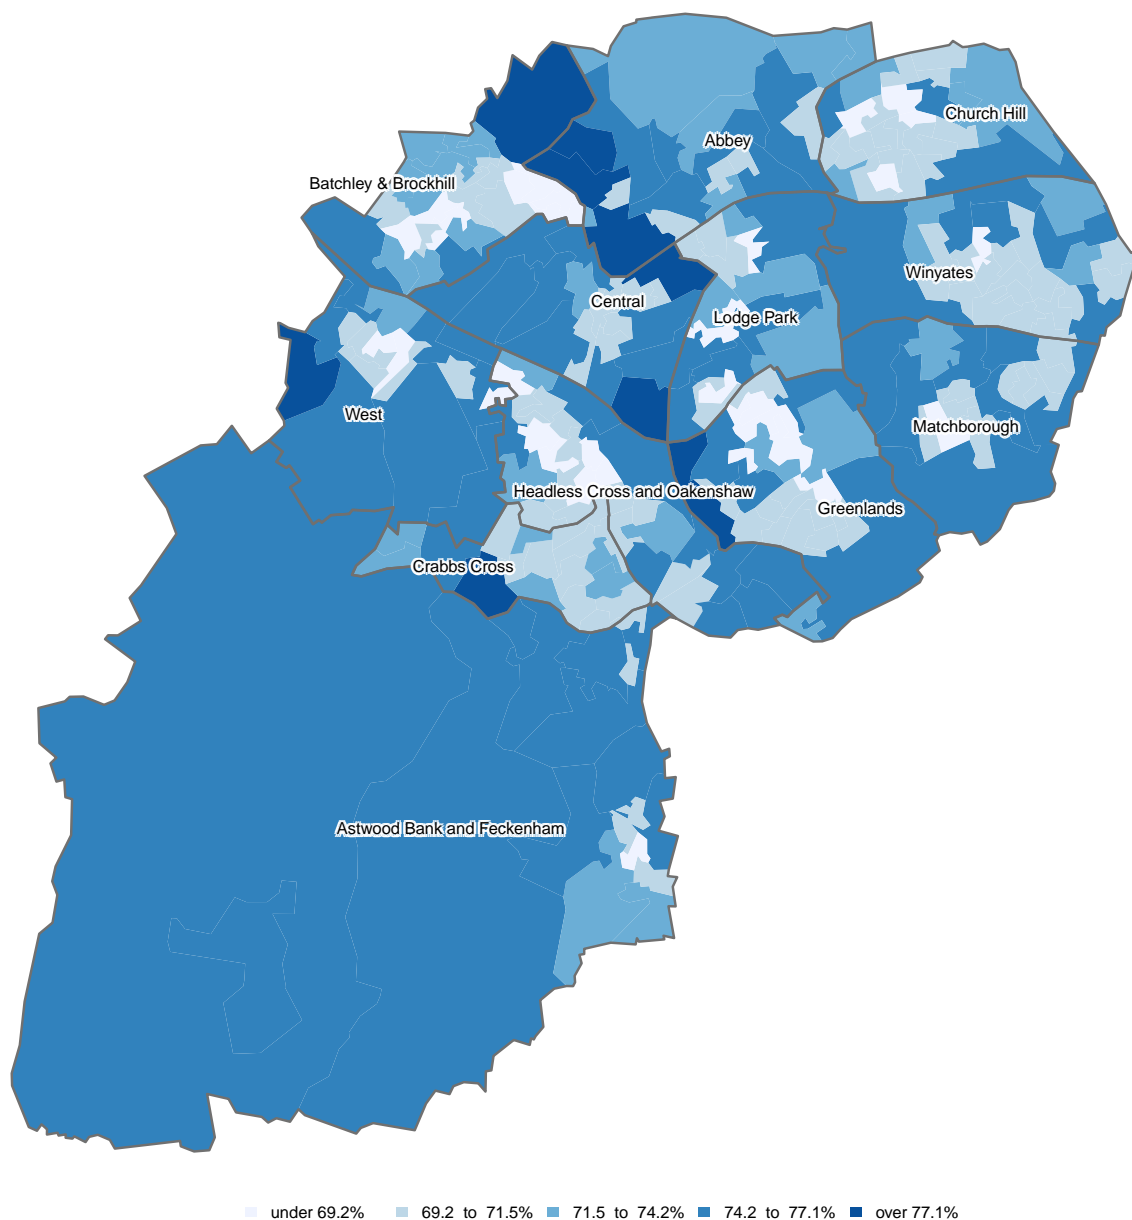 Church Hill
Abbey
Batchley & Brockhill
Winyates
Central
Lodge Park
West
Matchborough
Headless Cross and Oakenshaw
Greenlands
Crabbs Cross
Astwood Bank and Feckenham
under 69.2% 69.2 to 71.5% 71.5 to 74.2% 74.2 to 77.1% over 77.1%